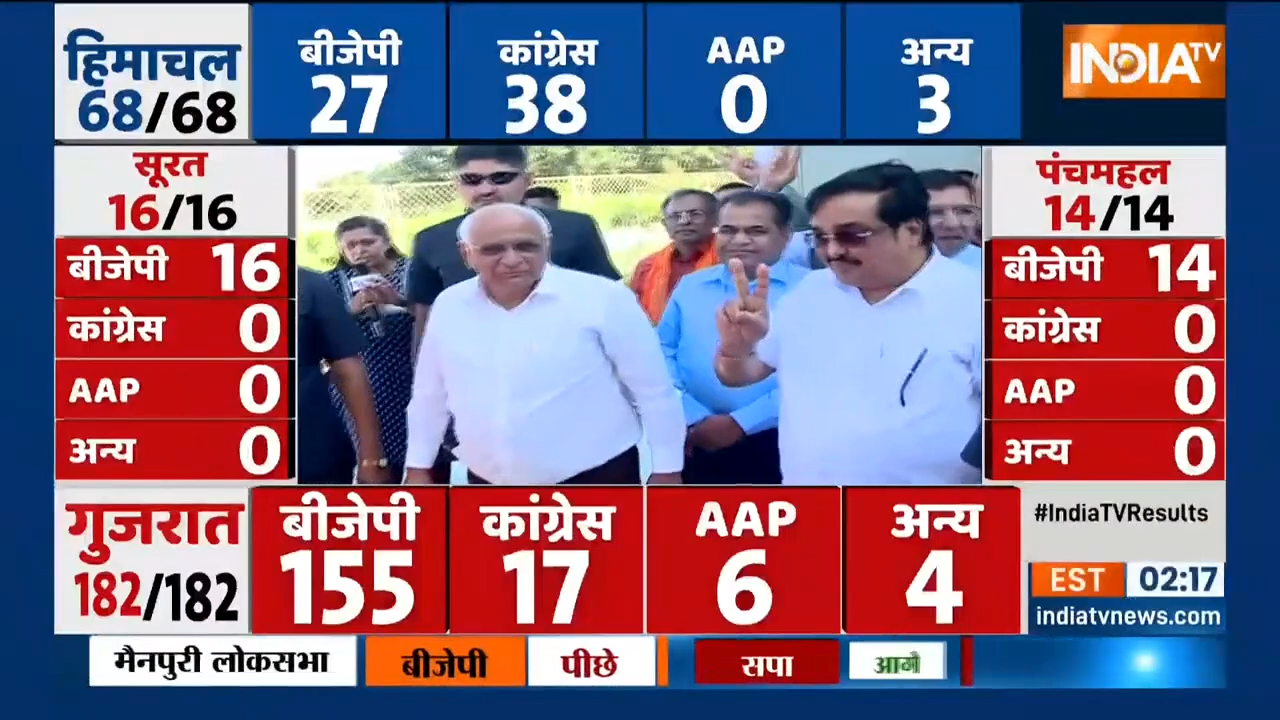 हिमाचल
68/68
बीजेपी
27
कांग्रेस
38
AAP
0
अन्य
3
INDIA TV
सूरत
16/16
बीजेपी 16
कांग्रेस 0
AAP 0
अन्य 0
पंचमहल
14/14
बीजेपी 14
कांग्रेस 0
AAP 0
अन्य 0
गुजरात
182/182
बीजेपी
155
कांग्रेस
17
AAP
6
अन्य
4
#IndiaTVResults
EST 02:17
indiatvnews.com
मैनपुरी लोकसभा बीजेपी पीछे सपा आगे